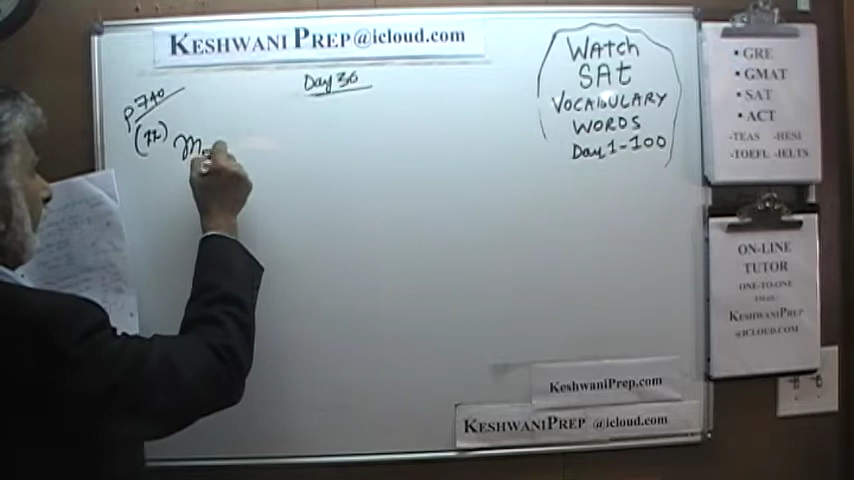 KESHWANI PREP@icloud.com
Day 36
P740
WATCH
SAt
VOCABULARY
WORDS
Day 1-100
• GRE
• GMAT
• SAT
• ACT
-TEAS -HESI
-TOEFL -IELTS
ON-LINE
TUTOR
ONE-TO-ONE
EMAIL:
KESHWANIPREP
@ICLOUD.COM
KeshwaniPrep.com
KESHWANIPREP @icloud.com